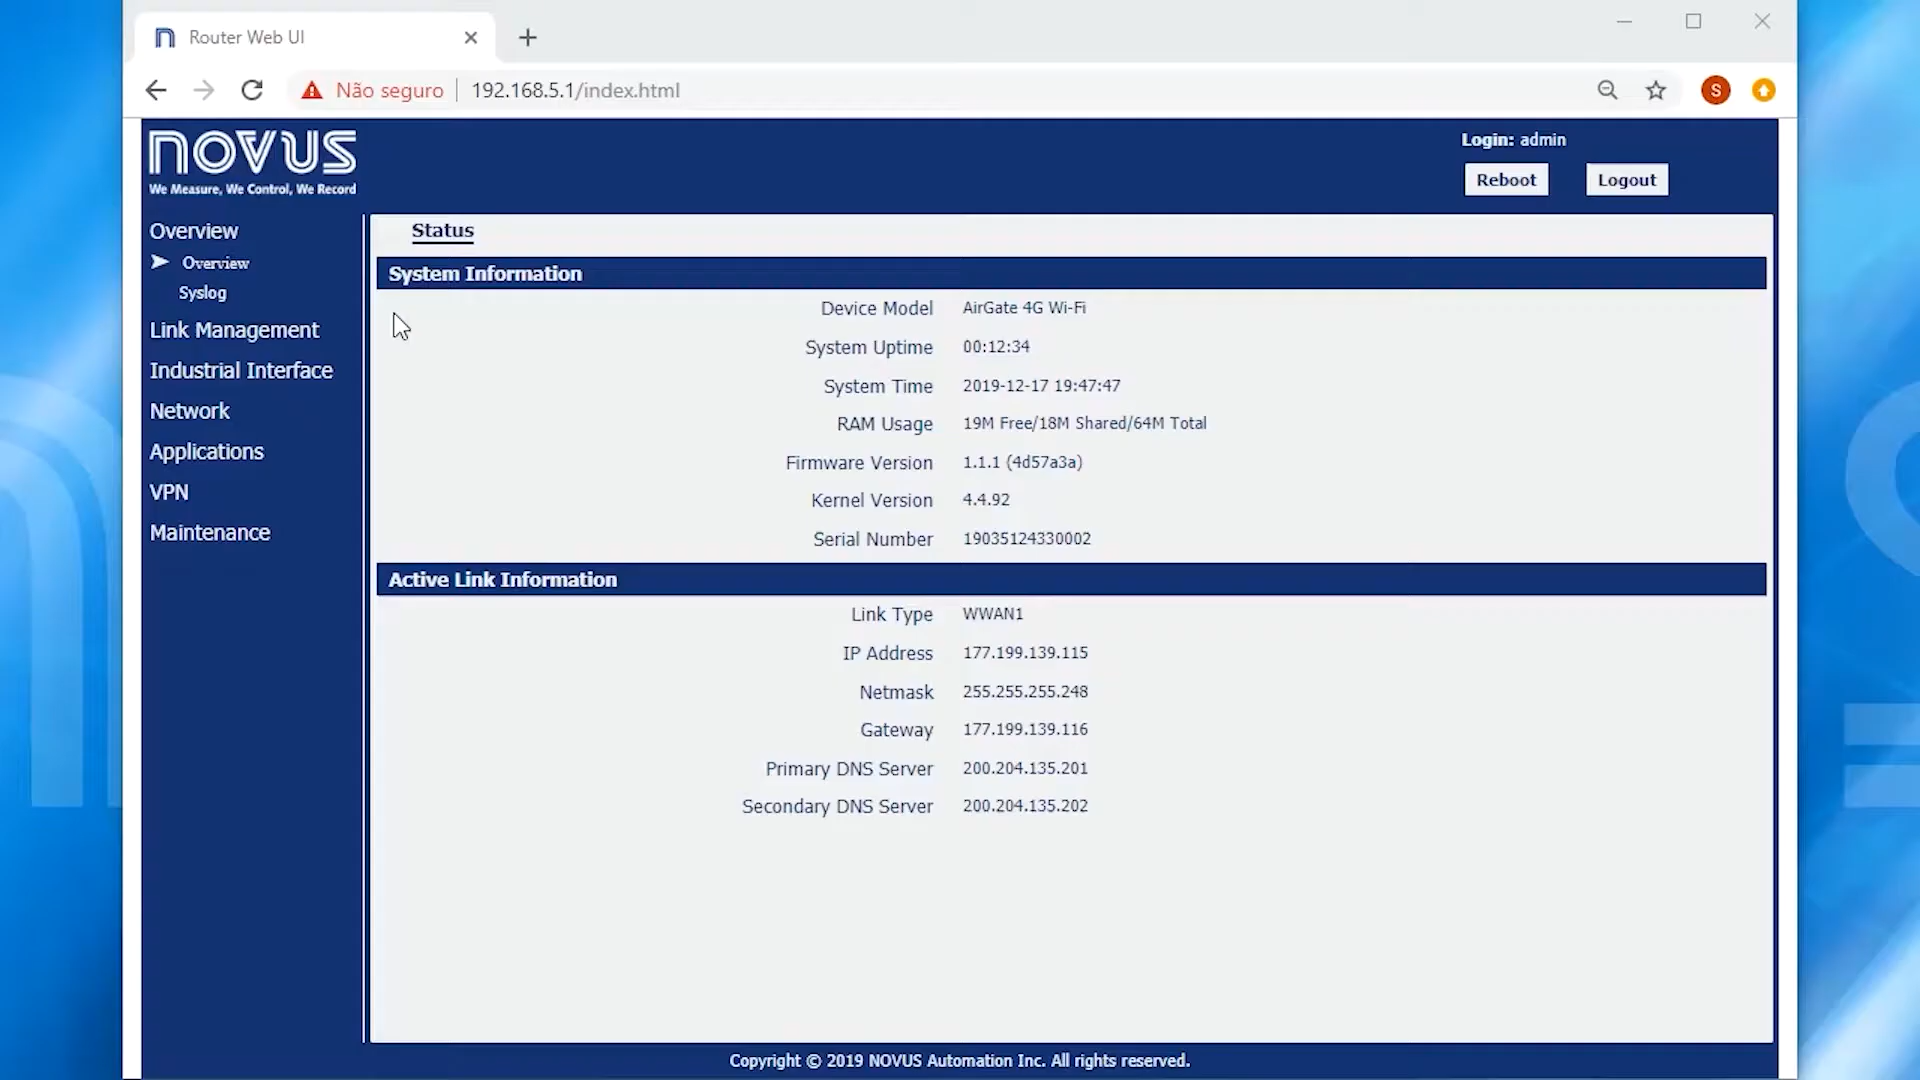 Router Web UI
Não seguro 192.168.5.1/index.html
S
novus
We Measure, We Control, We Record
Login: admin
Reboot Logout
Overview
Overview
Syslog
Link Management
Industrial Interface
Network
Applications
VPN
Maintenance
Status
System Information
Device Model AirGate 4G Wi-Fi
System Uptime 00:12:34
System Time 2019-12-17 19:47:47
RAM Usage 19M Free/18M Shared/64M Total
Firmware Version 1.1.1 (4d57a3a)
Kernel Version 4.4.92
Serial Number 19035124330002
Active Link Information
Link Type WWAN1
IP Address 177.199.139.115
Netmask 255.255.255.248
Gateway 177.199.139.116
Primary DNS Server 200.204.135.201
Secondary DNS Server 200.204.135.202
Copyright © 2019 NOVUS Automation Inc. All rights reserved.